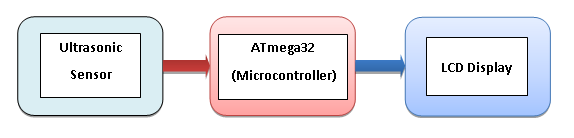 Ultrasonic
Sensor
ATmega32
(Microcontroller)
LCD Display